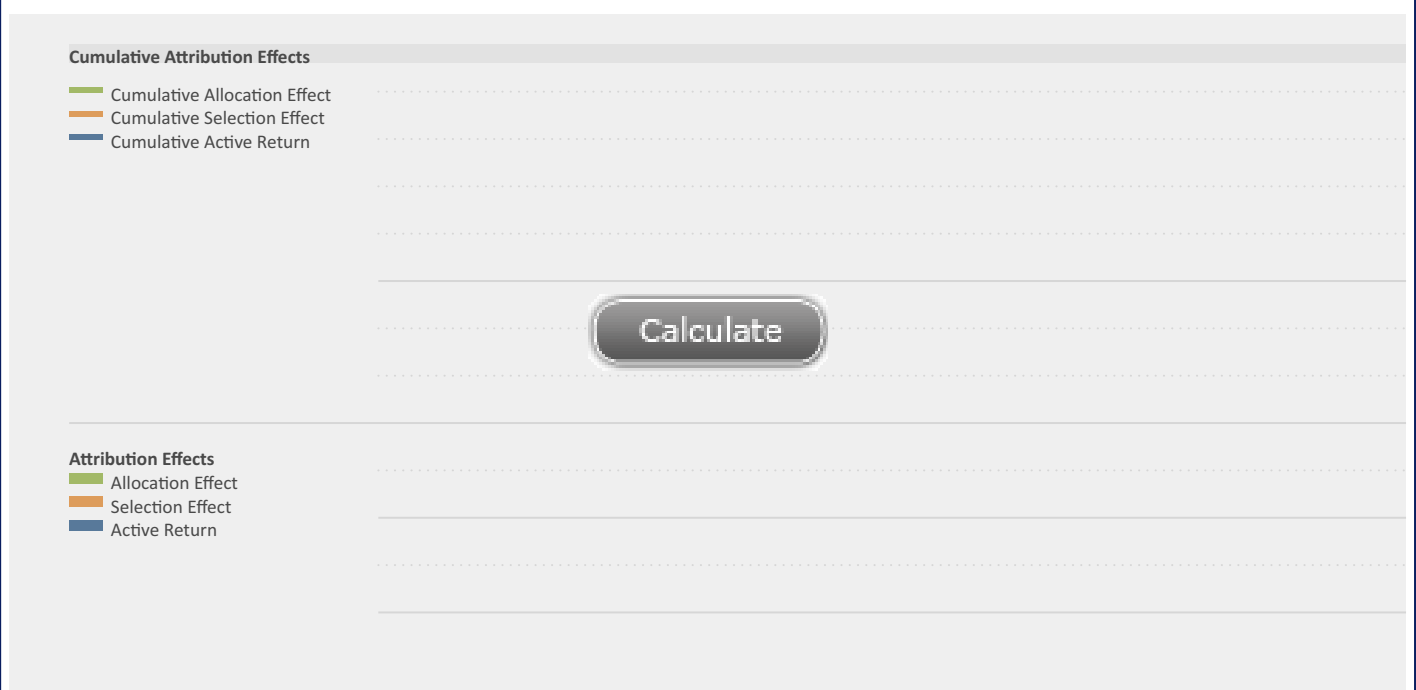 Cumulative Attribution Effects
Cumulative Allocation Effect
Cumulative Selection Effect
Cumulative Active Return
Calculate
Attribution Effects
Allocation Effect
Selection Effect
Active Return